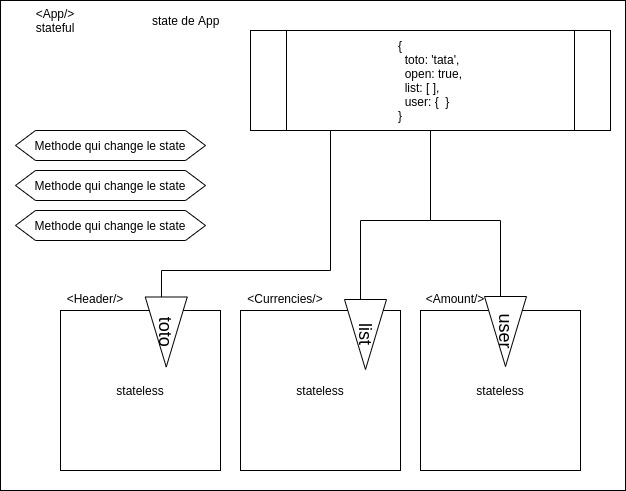 <App/>
stateful
state de App
{
toto: 'tata',
open: true,
list: [ ],
user: {  }
}
Methode qui change le state
Methode qui change le state
Methode qui change le state
<Header/>
toto
stateless
<Currencies/>
list
stateless
<Amount/>
user
stateless